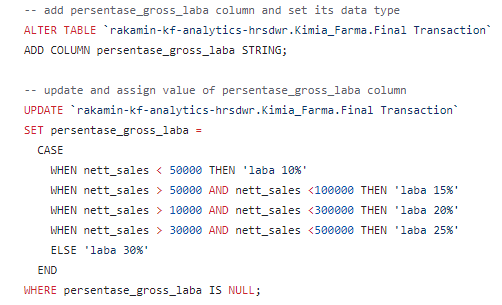 -- add persentase_gross_laba column and set its data type
ALTER TABLE `rakamin-kf-analytics-hrsdwr.Kimia_Farma.Final Transaction`
ADD COLUMN persentase_gross_laba STRING;
-- update and assign value of persentase_gross_laba column
UPDATE `rakamin-kf-analytics-hrsdwr.Kimia_Farma.Final Transaction`
SET persentase_gross_laba =
CASE
WHEN nett_sales < 50000 THEN 'laba 10%'
WHEN nett_sales > 50000 AND nett_sales <100000 THEN 'laba 15%'
WHEN nett_sales > 10000 AND nett_sales <300000 THEN 'laba 20%'
WHEN nett_sales > 30000 AND nett_sales <500000 THEN 'laba 25%'
ELSE 'laba 30%'
END
WHERE persentase_gross_laba IS NULL;